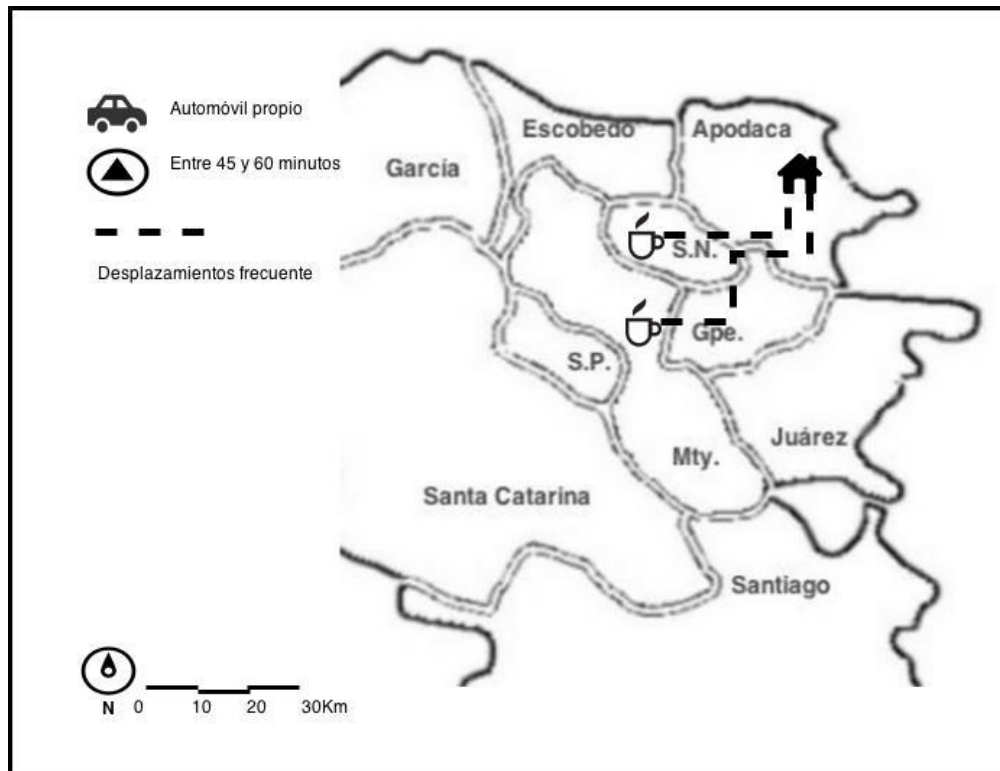 Automóvil propio
Entre 45 y 60 minutos
Desplazamientos frecuente
Escobedo
Apodaca
García
S.N.
Gpe.
S.P.
Juárez
Mty.
Santa Catarina
Santiago
N 0 10 20 30Km